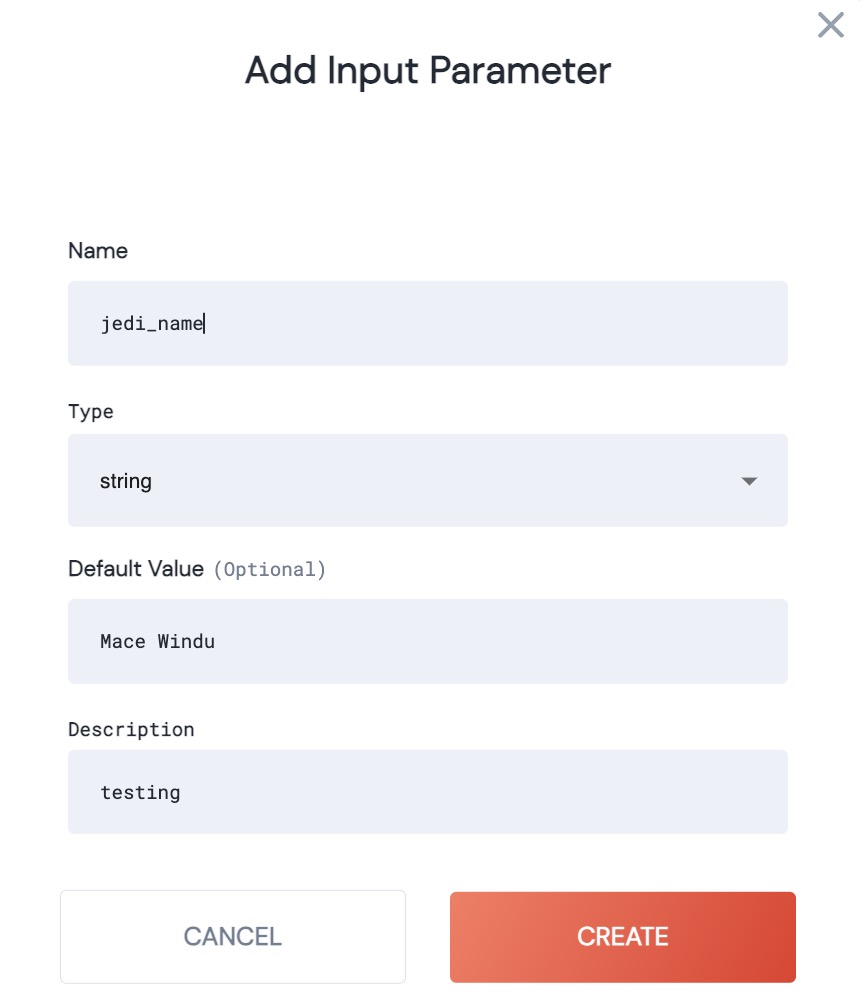 Add Input Parameter
Name
jedi_name
Type
string
Default Value (Optional)
Mace Windu
Description
testing
CANCEL
CREATE